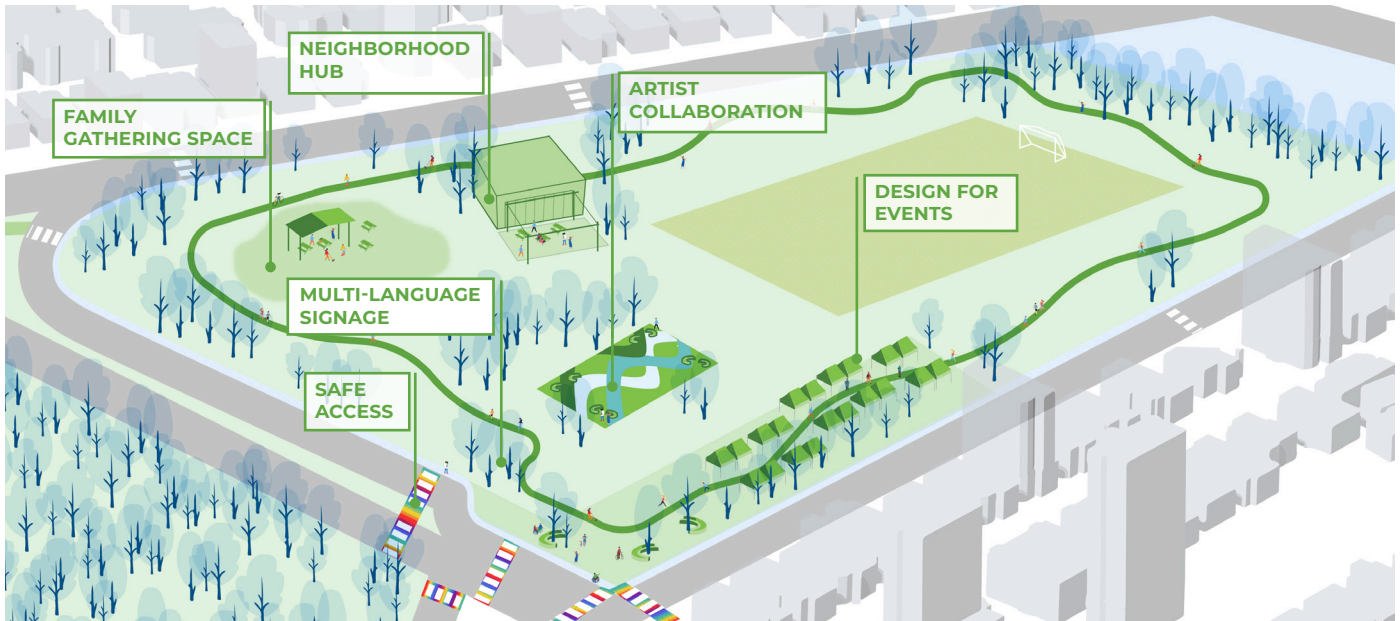 NEIGHBORHOOD
HUB
ARTIST
COLLABORATION
FAMILY
GATHERING SPACE
DESIGN FOR
EVENTS
MULTI-LANGUAGE
SIGNAGE
SAFE
ACCESS